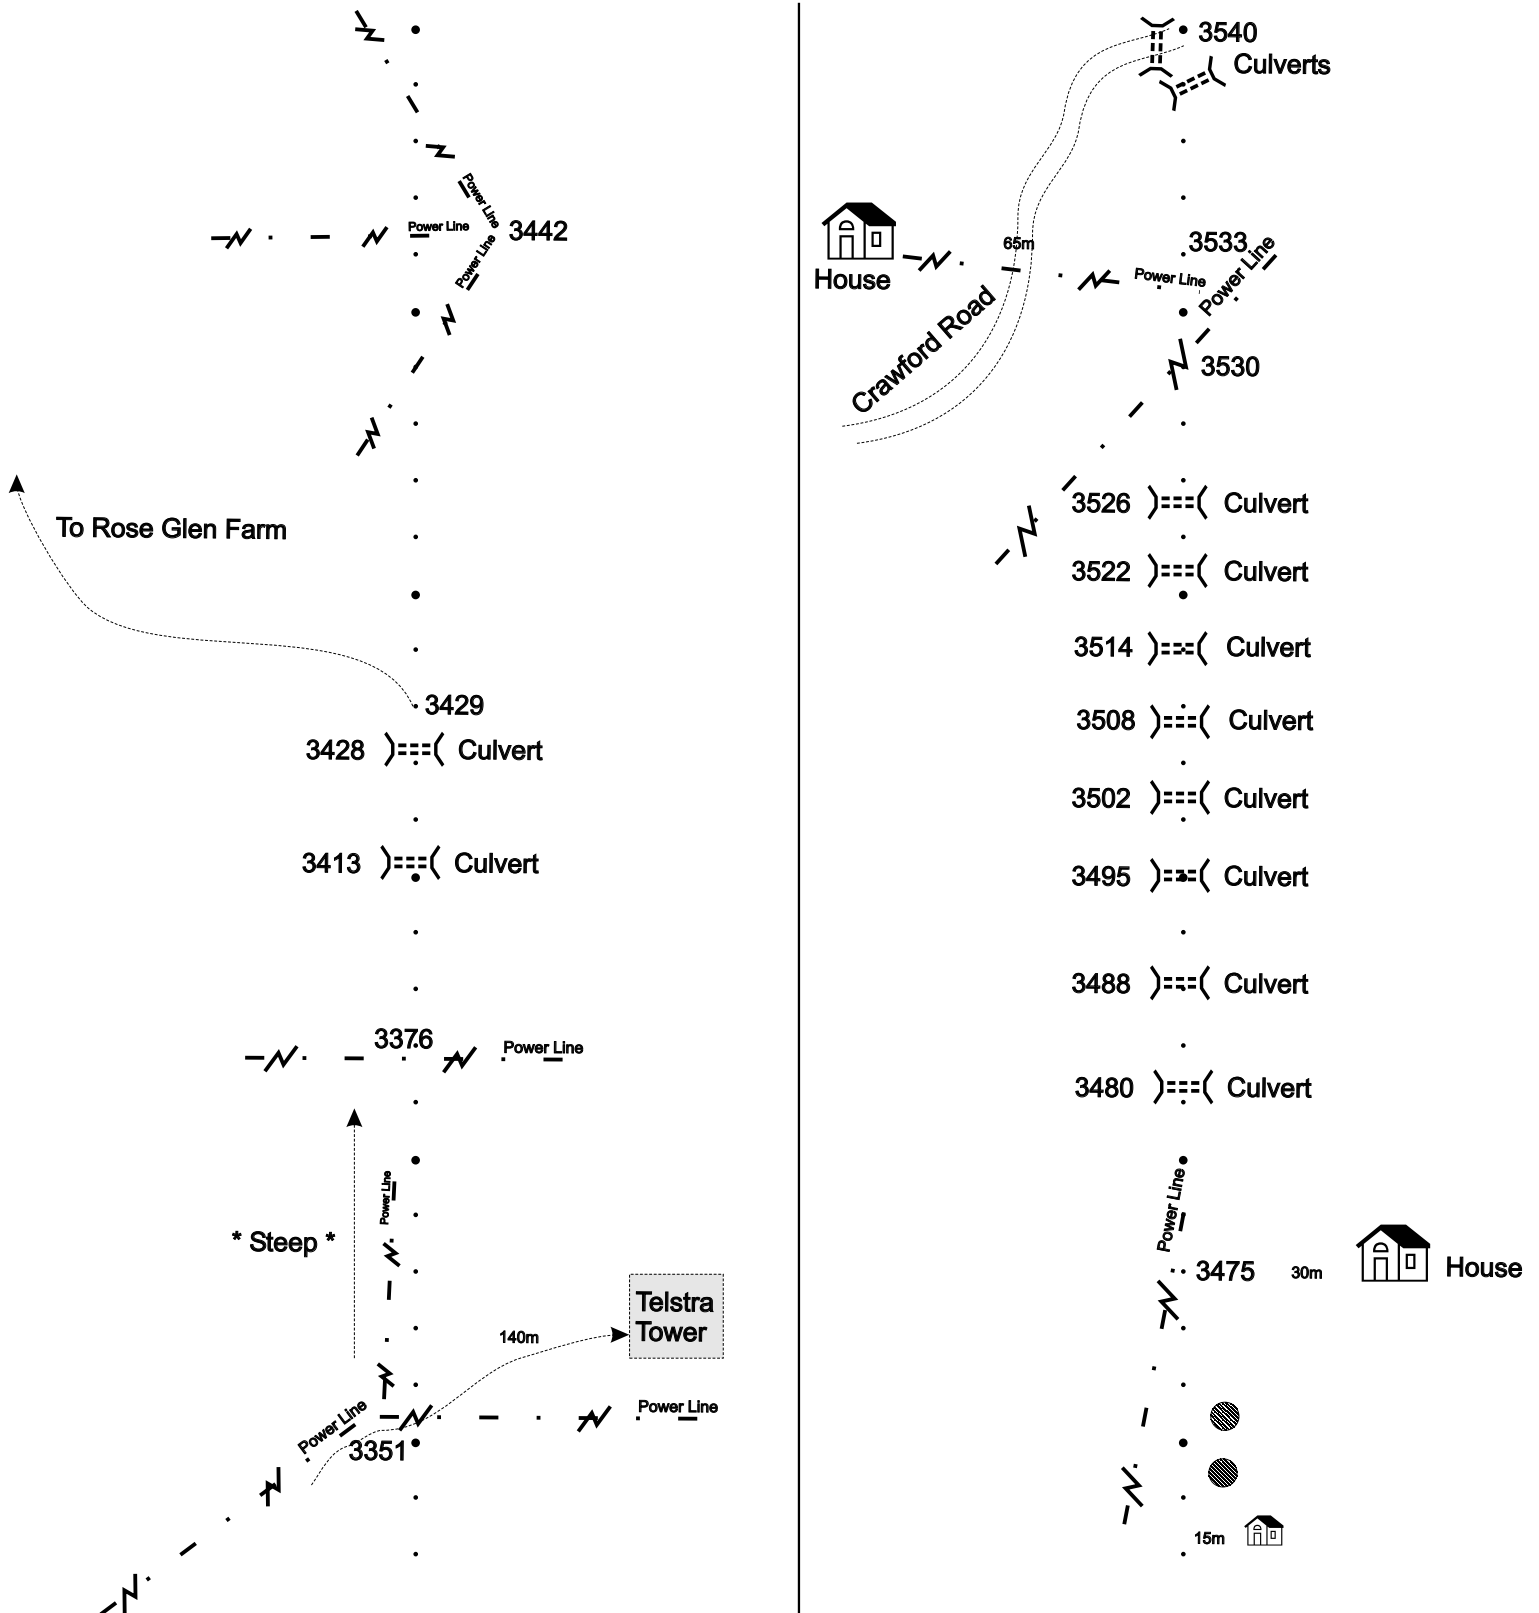 Power Line
Power Line
3442
Power Line
To Rose Glen Farm
3429
3428 Culvert
3413 Culvert
3376
Power Line
Power Line
* Steep *
Telstra
Tower
140m
Power Line
Power Line
3351
3540
Culverts
3533
65m
Power Line
Power Line
House
Crawford Road
3530
3526 Culvert
3522 Culvert
3514 Culvert
3508 Culvert
3502 Culvert
3495 Culvert
3488 Culvert
3480 Culvert
Power Line
3475 30m House
15m